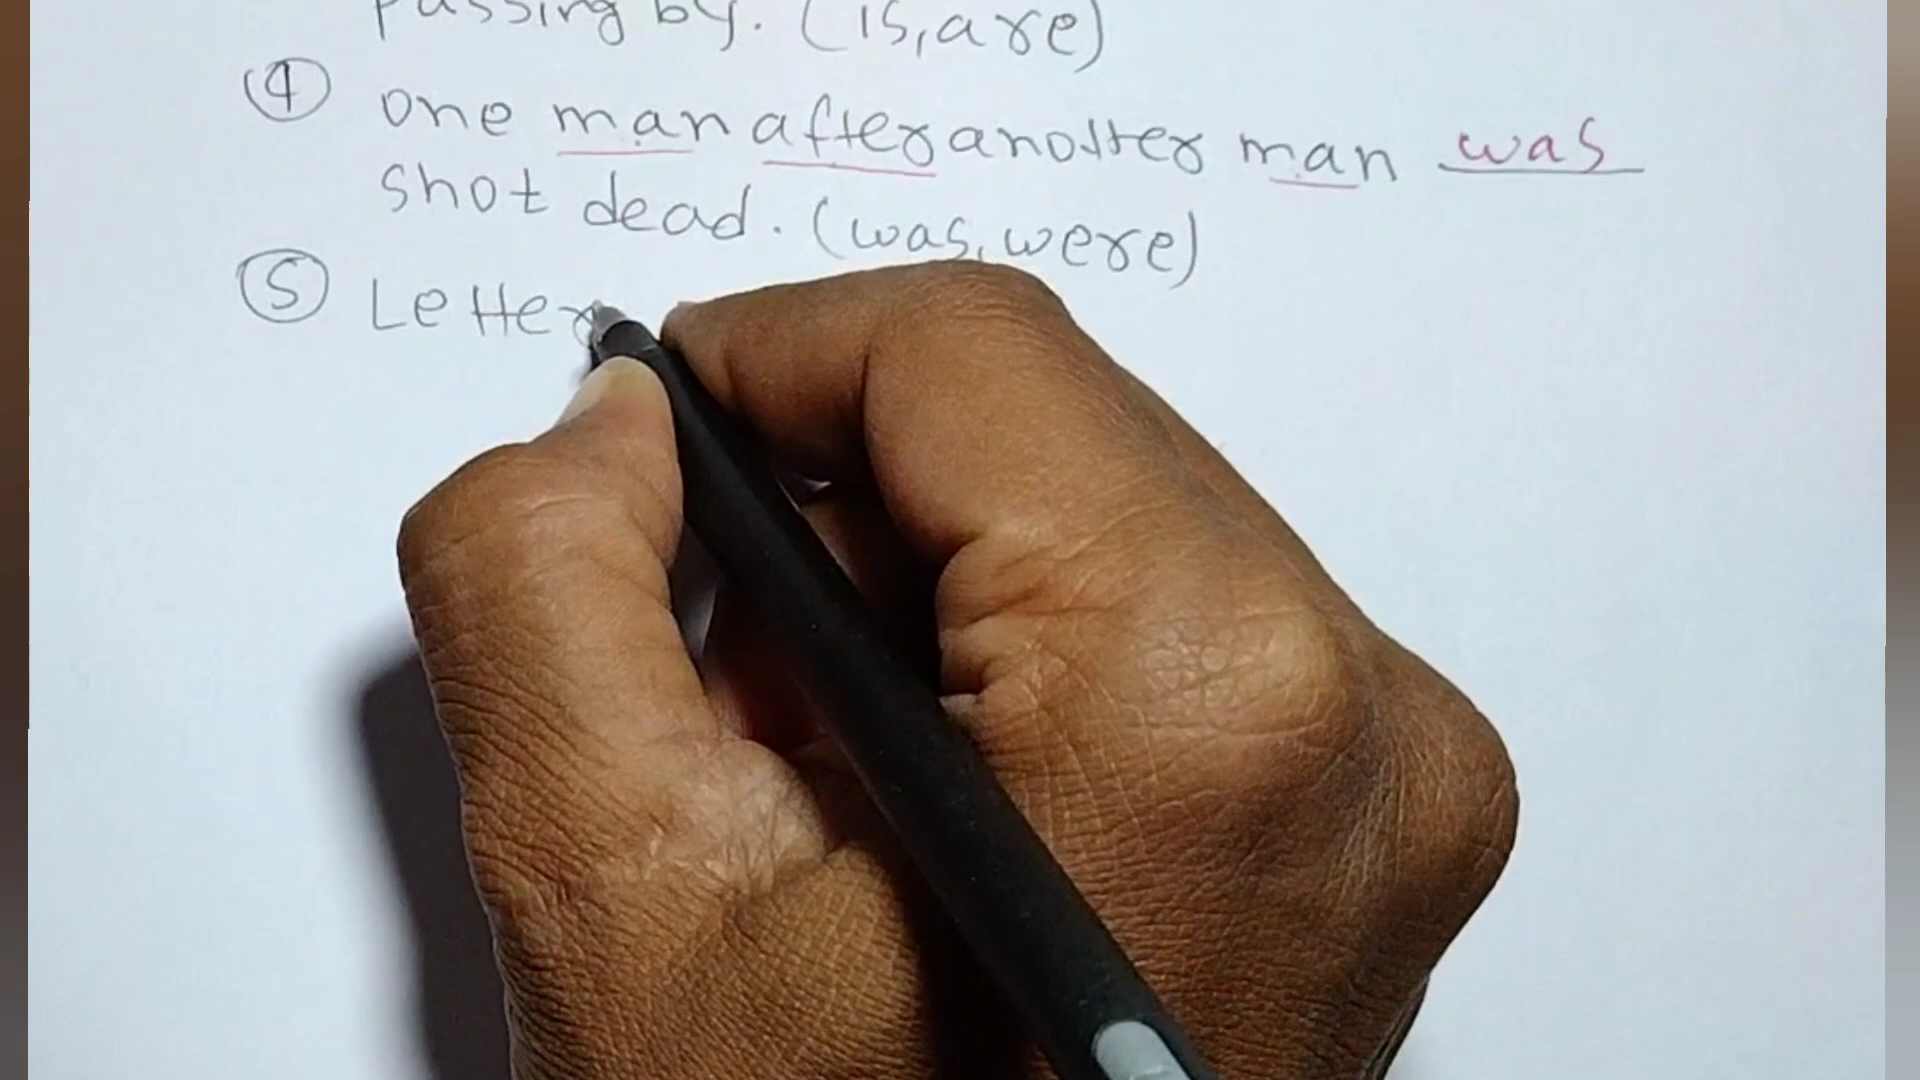 passing by. (is, are)
④ one man after another man was
shot dead. (was, were)
⑤ Letter